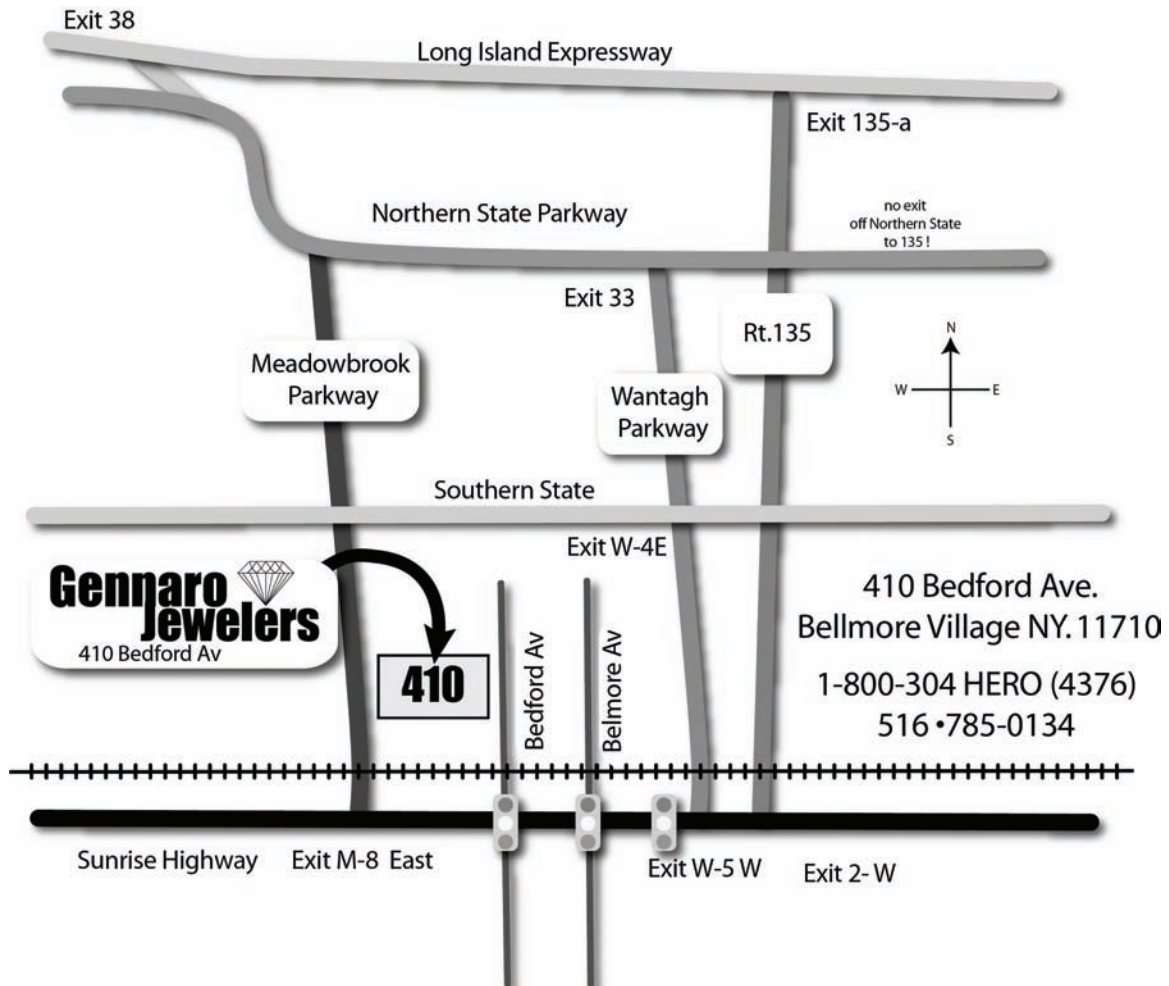 Exit 38
Long Island Expressway
Exit 135-a
Northern State Parkway
no exit
off Northern State
to 135 !
Exit 33
Rt.135
Meadowbrook
Parkway
Wantagh
Parkway
N
W
E
S
Southern State
Exit W-4E
Gennaro
Jewelers
410 Bedford Av
410
Bedford Av
Belmore Av
410 Bedford Ave.
Bellmore Village NY. 11710
1-800-304 HERO (4376)
516 •785-0134
Sunrise Highway
Exit M-8 East
Exit W-5 W
Exit 2- W